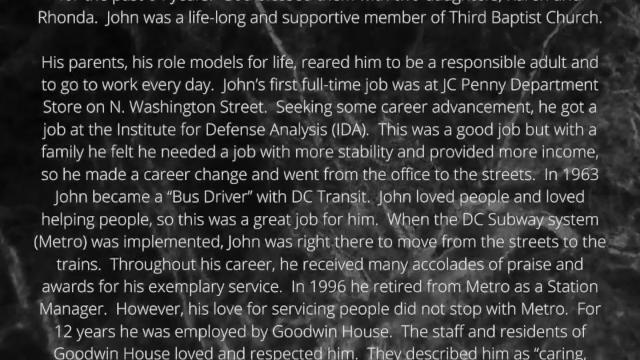 Rhonda.  John was a life-long and supportive member of Third Baptist Church.
His parents, his role models for life, reared him to be a responsible adult and
to go to work every day.  John's first full-time job was at JC Penny Department
Store on N. Washington Street.  Seeking some career advancement, he got a
job at the Institute for Defense Analysis (IDA).  This was a good job but with a
family he felt he needed a job with more stability and provided more income,
so he made a career change and went from the office to the streets.  In 1963
John became a “Bus Driver” with DC Transit.  John loved people and loved
helping people, so this was a great job for him.  When the DC Subway system
(Metro) was implemented, John was right there to move from the streets to the
trains.  Throughout his career, he received many accolades of praise and
awards for his exemplary service.  In 1996 he retired from Metro as a Station
Manager.  However, his love for servicing people did not stop with Metro.  For
12 years he was employed by Goodwin House.  The staff and residents of
Goodwin House loved and respected him.  They described him as “caring,